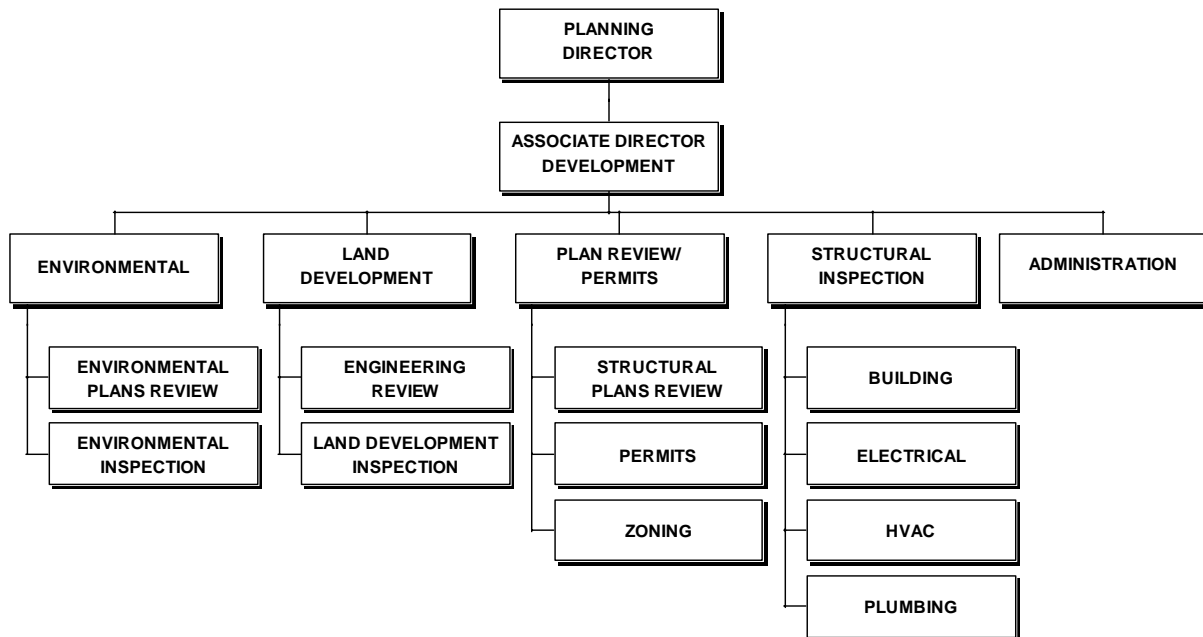 PLANNING
DIRECTOR
ASSOCIATE DIRECTOR
DEVELOPMENT
ENVIRONMENTAL
LAND
DEVELOPMENT
PLAN REVIEW/
PERMITS
STRUCTURAL
INSPECTION
ADMINISTRATION
ENVIRONMENTAL
PLANS REVIEW
ENVIRONMENTAL
INSPECTION
ENGINEERING
REVIEW
LAND DEVELOPMENT
INSPECTION
STRUCTURAL
PLANS REVIEW
PERMITS
ZONING
BUILDING
ELECTRICAL
HVAC
PLUMBING